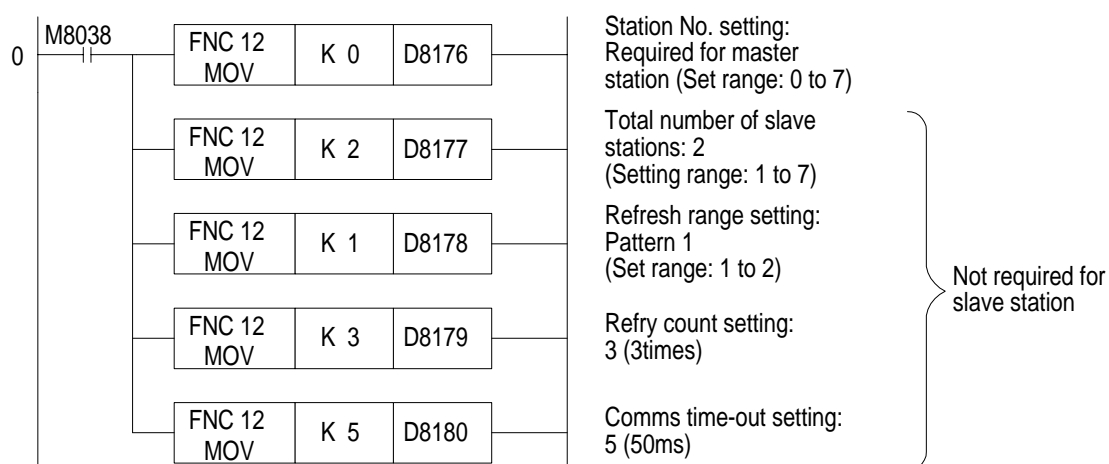 M8038
0
FNC 12
MOV
K 0
D8176
Station No. setting:
Required for master
station (Set range: 0 to 7)
FNC 12
MOV
K 2
D8177
Total number of slave
stations: 2
(Setting range: 1 to 7)
FNC 12
MOV
K 1
D8178
Refresh range setting:
Pattern 1
(Set range: 1 to 2)
Not required for
slave station
FNC 12
MOV
K 3
D8179
Refry count setting:
3 (3times)
FNC 12
MOV
K 5
D8180
Comms time-out setting:
5 (50ms)